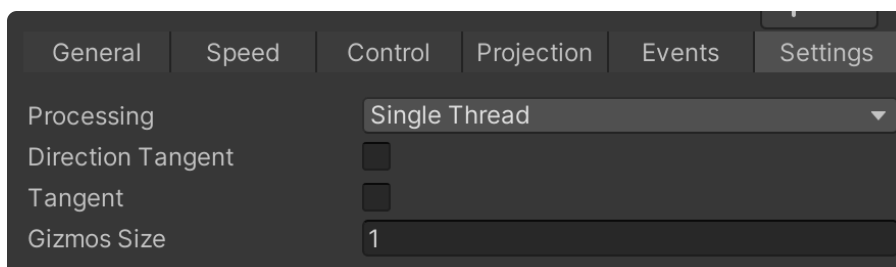 General Speed Control Projection Events Settings
Processing Single Thread
Direction Tangent
Tangent
Gizmos Size 1